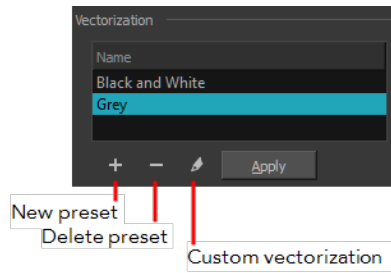 Vectorization
Name
Black and White
Grey
Apply
New preset
Delete preset
Custom vectorization